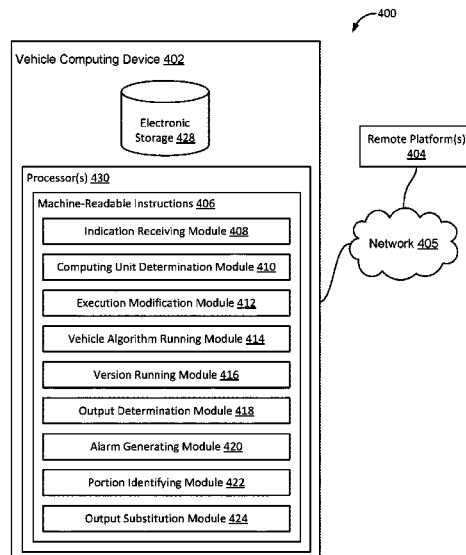 400
Vehicle Computing Device 402
Electronic
Storage 428
Remote Platform(s)
404
Processor(s) 430
Machine-Readable Instructions 406
Network 405
Indication Receiving Module 408
Computing Unit Determination Module 410
Execution Modification Module 412
Vehicle Algorithm Running Module 414
Version Running Module 416
Output Determination Module 418
Alarm Generating Module 420
Portion Identifying Module 422
Output Substitution Module 424